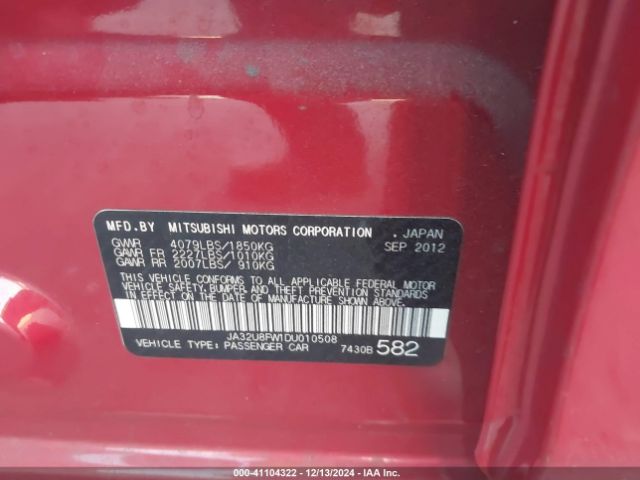 MFD.BY MITSUBISHI MOTORS CORPORATION . JAPAN
GVWR 4079LBS/1850KG SEP 2012
GAWR FR 2227LBS/1010KG
GAWR RR 2007LBS/ 910KG
THIS VEHICLE CONFORMS TO ALL APPLICABLE FEDERAL MOTOR
VEHICLE SAFETY,BUMPER, AND THEFT PREVENTION STANDARDS
IN EFFECT ON THE DATE OF MANUFACTURE SHOWN ABOVE.
JA32U8FW1DU010508
VEHICLE TYPE: PASSENGER CAR 7430B 582
000-41104322 - 12/13/2024 - IAA Inc.